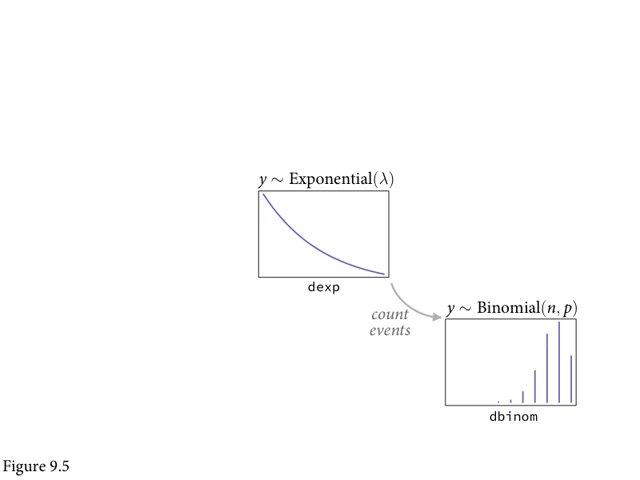 y ~ Exponential(λ)
dexp
count
events
y ~ Binomial(n, p)
dbinom
Figure 9.5